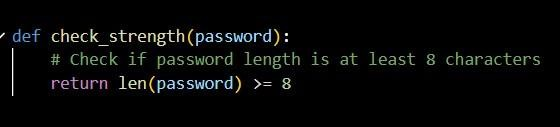 def check_strength(password):
    # Check if password length is at least 8 characters
    return len(password) >= 8